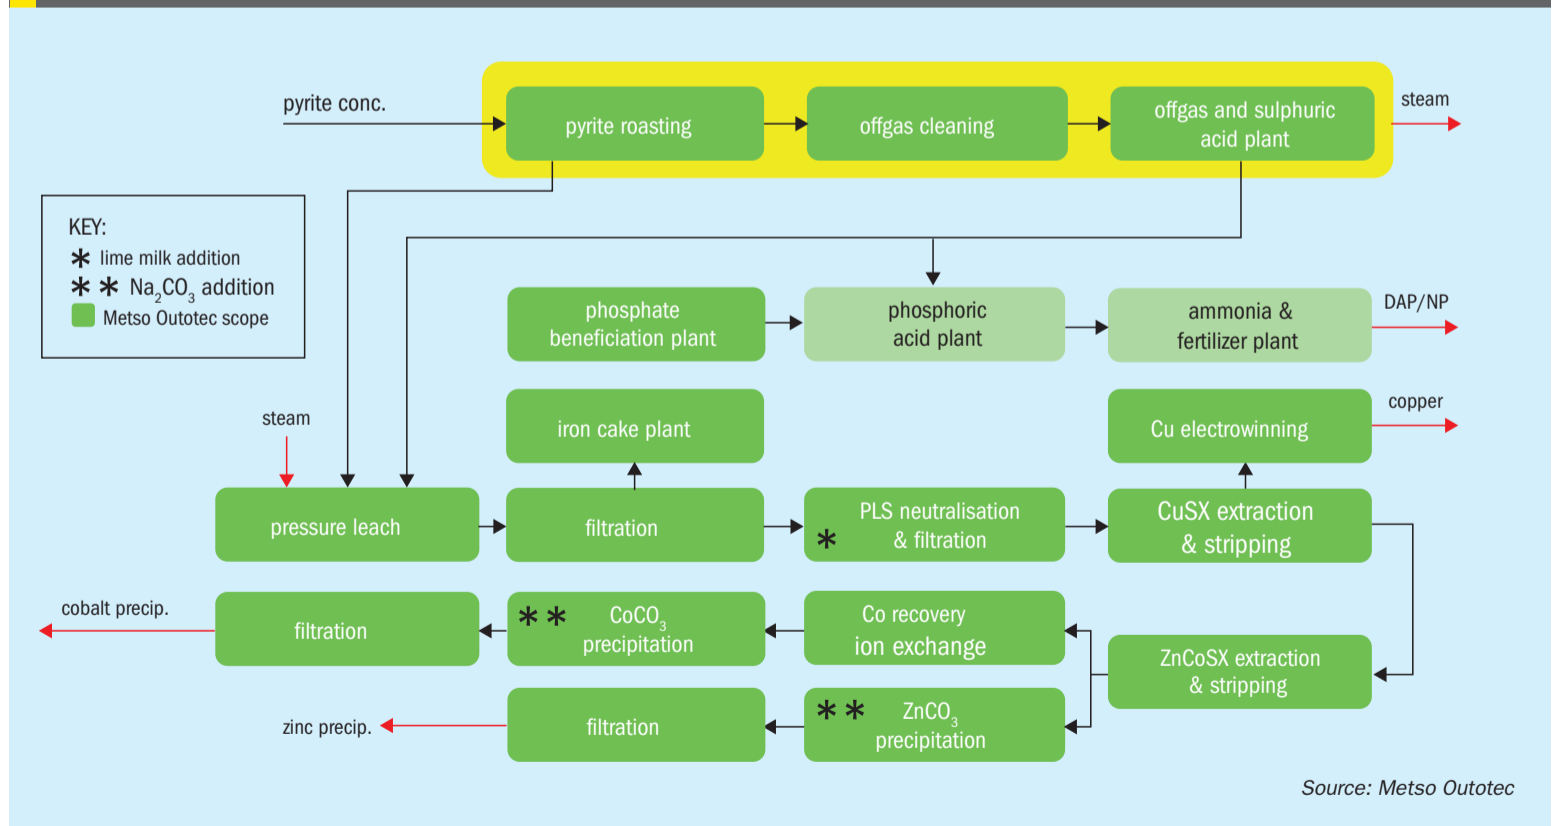 pyrite conc.
pyrite roasting
offgas cleaning
offgas and sulphuric
acid plant
steam
KEY:
* lime milk addition
** Na₂CO₃ addition
Metso Outotec scope
phosphate
beneficiation plant
phosphoric
acid plant
ammonia &
fertilizer plant
DAP/NP
steam
iron cake plant
Cu electrowinning
copper
pressure leach
filtration
PLS neutralisation
* & filtration
CuSX extraction
& stripping
cobalt precip.
filtration
** CoCO₃
precipitation
Co recovery
ion exchange
ZnCoSX extraction
& stripping
zinc precip.
filtration
** ZnCO₃
precipitation
Source: Metso Outotec